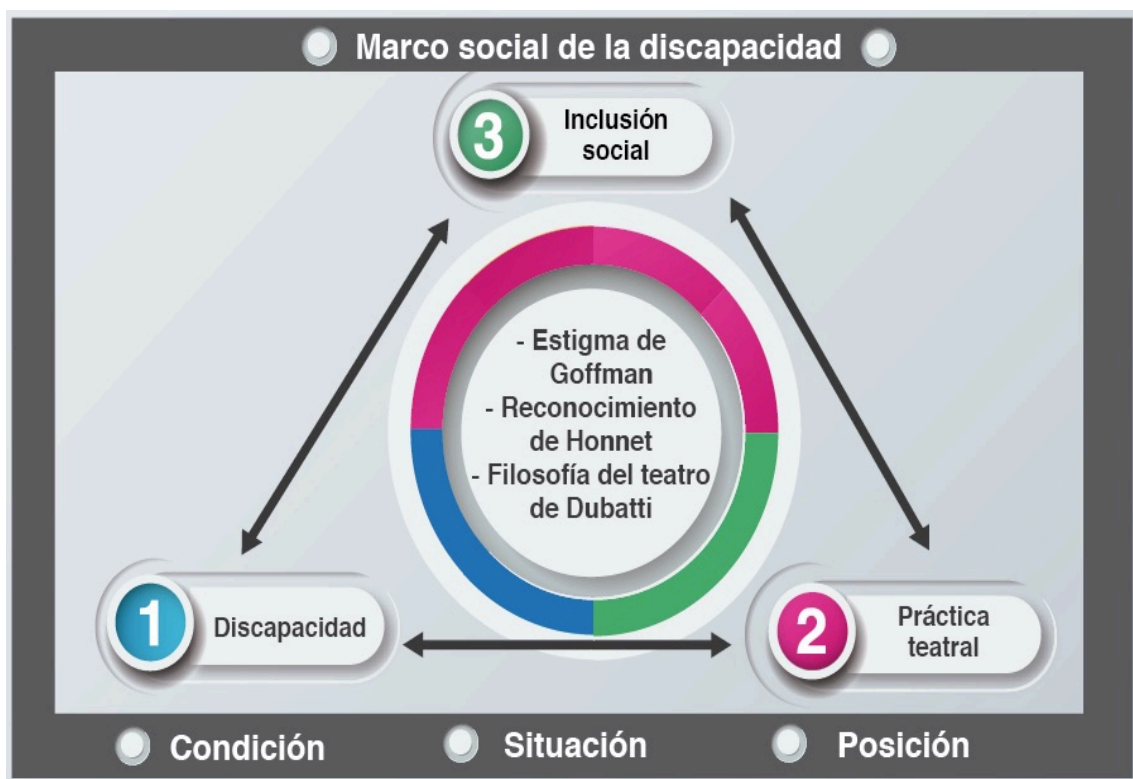 Marco social de la discapacidad
3
Inclusión
social
- Estigma de
Goffman
- Reconocimiento
de Honnet
- Filosofía del teatro
de Dubatti
1
Discapacidad
2
Práctica
teatral
Condición
Situación
Posición